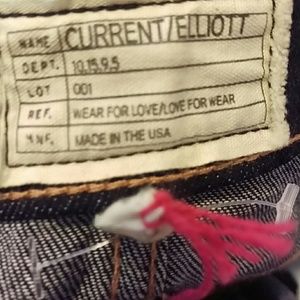 NAME CURRENT/ELLIOTT
DEPT. 10.15.9.5
LOT 001
REF. WEAR FOR LOVE/LOVE FOR WEAR
MNF. MADE IN THE USA